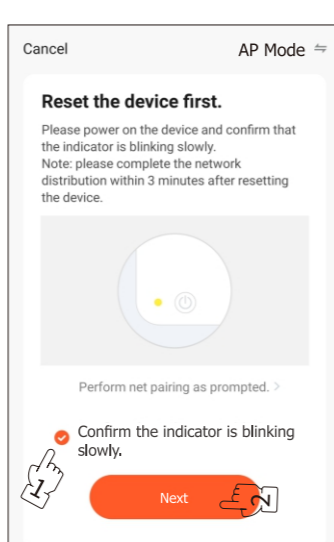 Cancel AP Mode
Reset the device first.
Please power on the device and confirm that
the indicator is blinking slowly.
Note: please complete the network
distribution within 3 minutes after resetting
the device.
Perform net pairing as prompted. >
Confirm the indicator is blinking
slowly.
1
Next 2